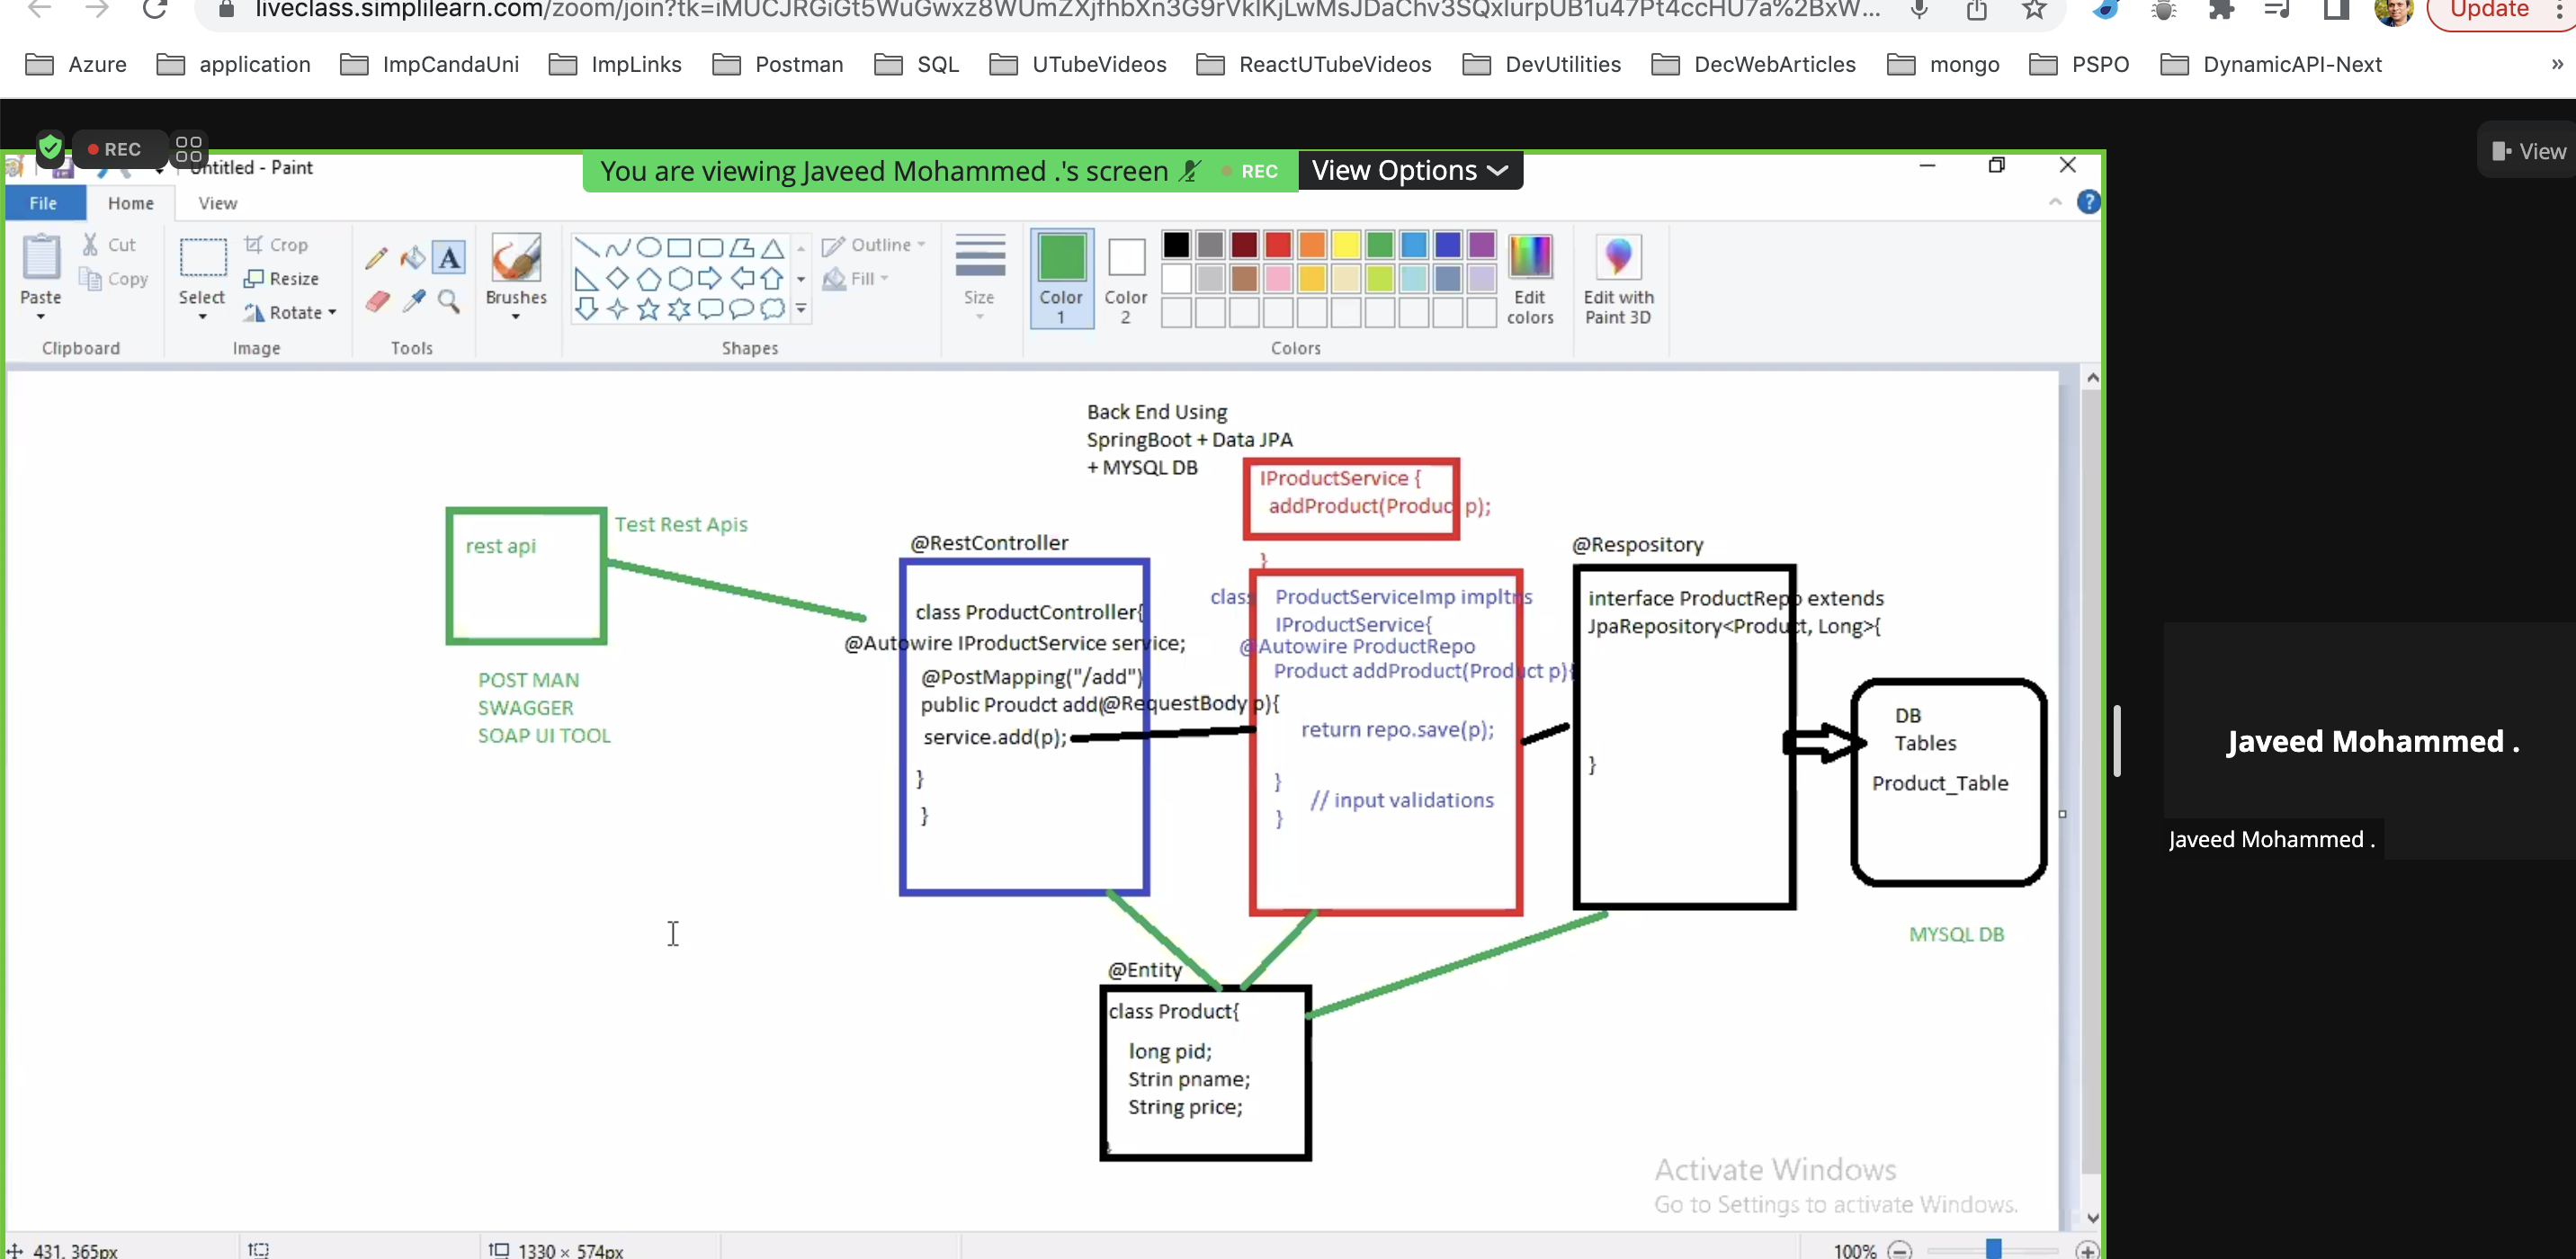 liveclass.simplilearn.com/zoom/join?tk=iMUCJRGiGt5WuGwxz8WUmZXjfhbXn3G9rVklKjLwMsJDaChv3SQxlurpUB1u47Pt4ccHU7a%2BxW...
Update
Azure application ImpCandaUni ImpLinks Postman SQL UTubeVideos ReactUTubeVideos DevUtilities DecWebArticles mongo PSPO DynamicAPI-Next »
REC
Untitled - Paint
You are viewing Javeed Mohammed .'s screen REC View Options
View
File Home View
Paste
Cut
Copy
Clipboard
Select
Crop
Resize
Rotate
Image
A
Tools
Brushes
Shapes
Outline
Fill
Size
Color
1
Color
2
Colors
Edit
colors
Edit with
Paint 3D
Back End Using
SpringBoot + Data JPA
+ MYSQL DB
IProductService {
addProduct(Product p);
}
rest api
Test Rest Apis
POST MAN
SWAGGER
SOAP UI TOOL
@RestController
class ProductController{
@Autowire IProductService service;
@PostMapping("/add")
public Proudct add(@RequestBody p){
service.add(p);
}
}
class ProductServiceImp impltns
IProductService{
@Autowire ProductRepo
Product addProduct(Product p){
return repo.save(p);
}
// input validations
}
@Respository
interface ProductRepo extends
JpaRepository<Product, Long>{
}
DB
Tables
Product_Table
MYSQL DB
@Entity
class Product{
long pid;
Strin pname;
String price;
}
Javeed Mohammed .
Javeed Mohammed .
Activate Windows
Go to Settings to activate Windows.
431, 365px
1330 × 574px
100%